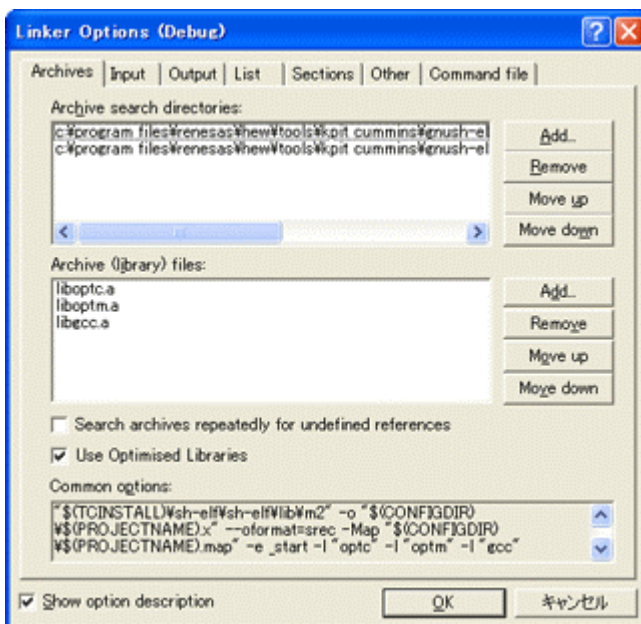 Linker Options (Debug)
Archives Input Output List Sections Other Command file
Archive search directories:
c:¥program files¥renesas¥hew¥tools¥kpit cummins¥gnush-el
c:¥program files¥renesas¥hew¥tools¥kpit cummins¥gnush-el
Add...
Remove
Move up
Move down
Archive (library) files:
liboptc.a
liboptm.a
libgcc.a
Add...
Remove
Move up
Move down
Search archives repeatedly for undefined references
Use Optimised Libraries
Common options:
"$(TCINSTALL)¥sh-elf¥sh-elf¥lib¥m2" -o "$(CONFIGDIR)
¥$(PROJECTNAME).x" --oformat=srec -Map "$(CONFIGDIR)
¥$(PROJECTNAME).map" -e _start -l "optc" -l "optm" -l "gcc"
Show option description
OK キャンセル